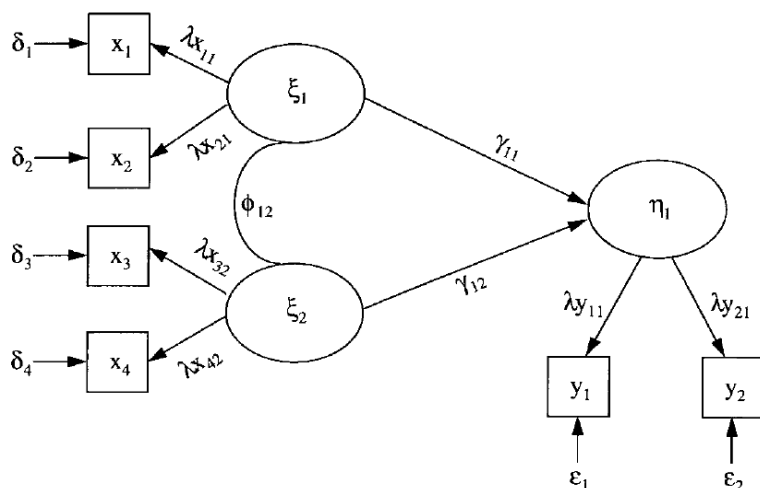 δ₁
x₁
λx₁₁
ξ₁
λx₂₁
δ₂
x₂
γ₁₁
ϕ₁₂
η₁
δ₃
x₃
λx₃₂
ξ₂
γ₁₂
δ₄
x₄
λx₄₂
λy₁₁
λy₂₁
y₁
y₂
ε₁
ε₂